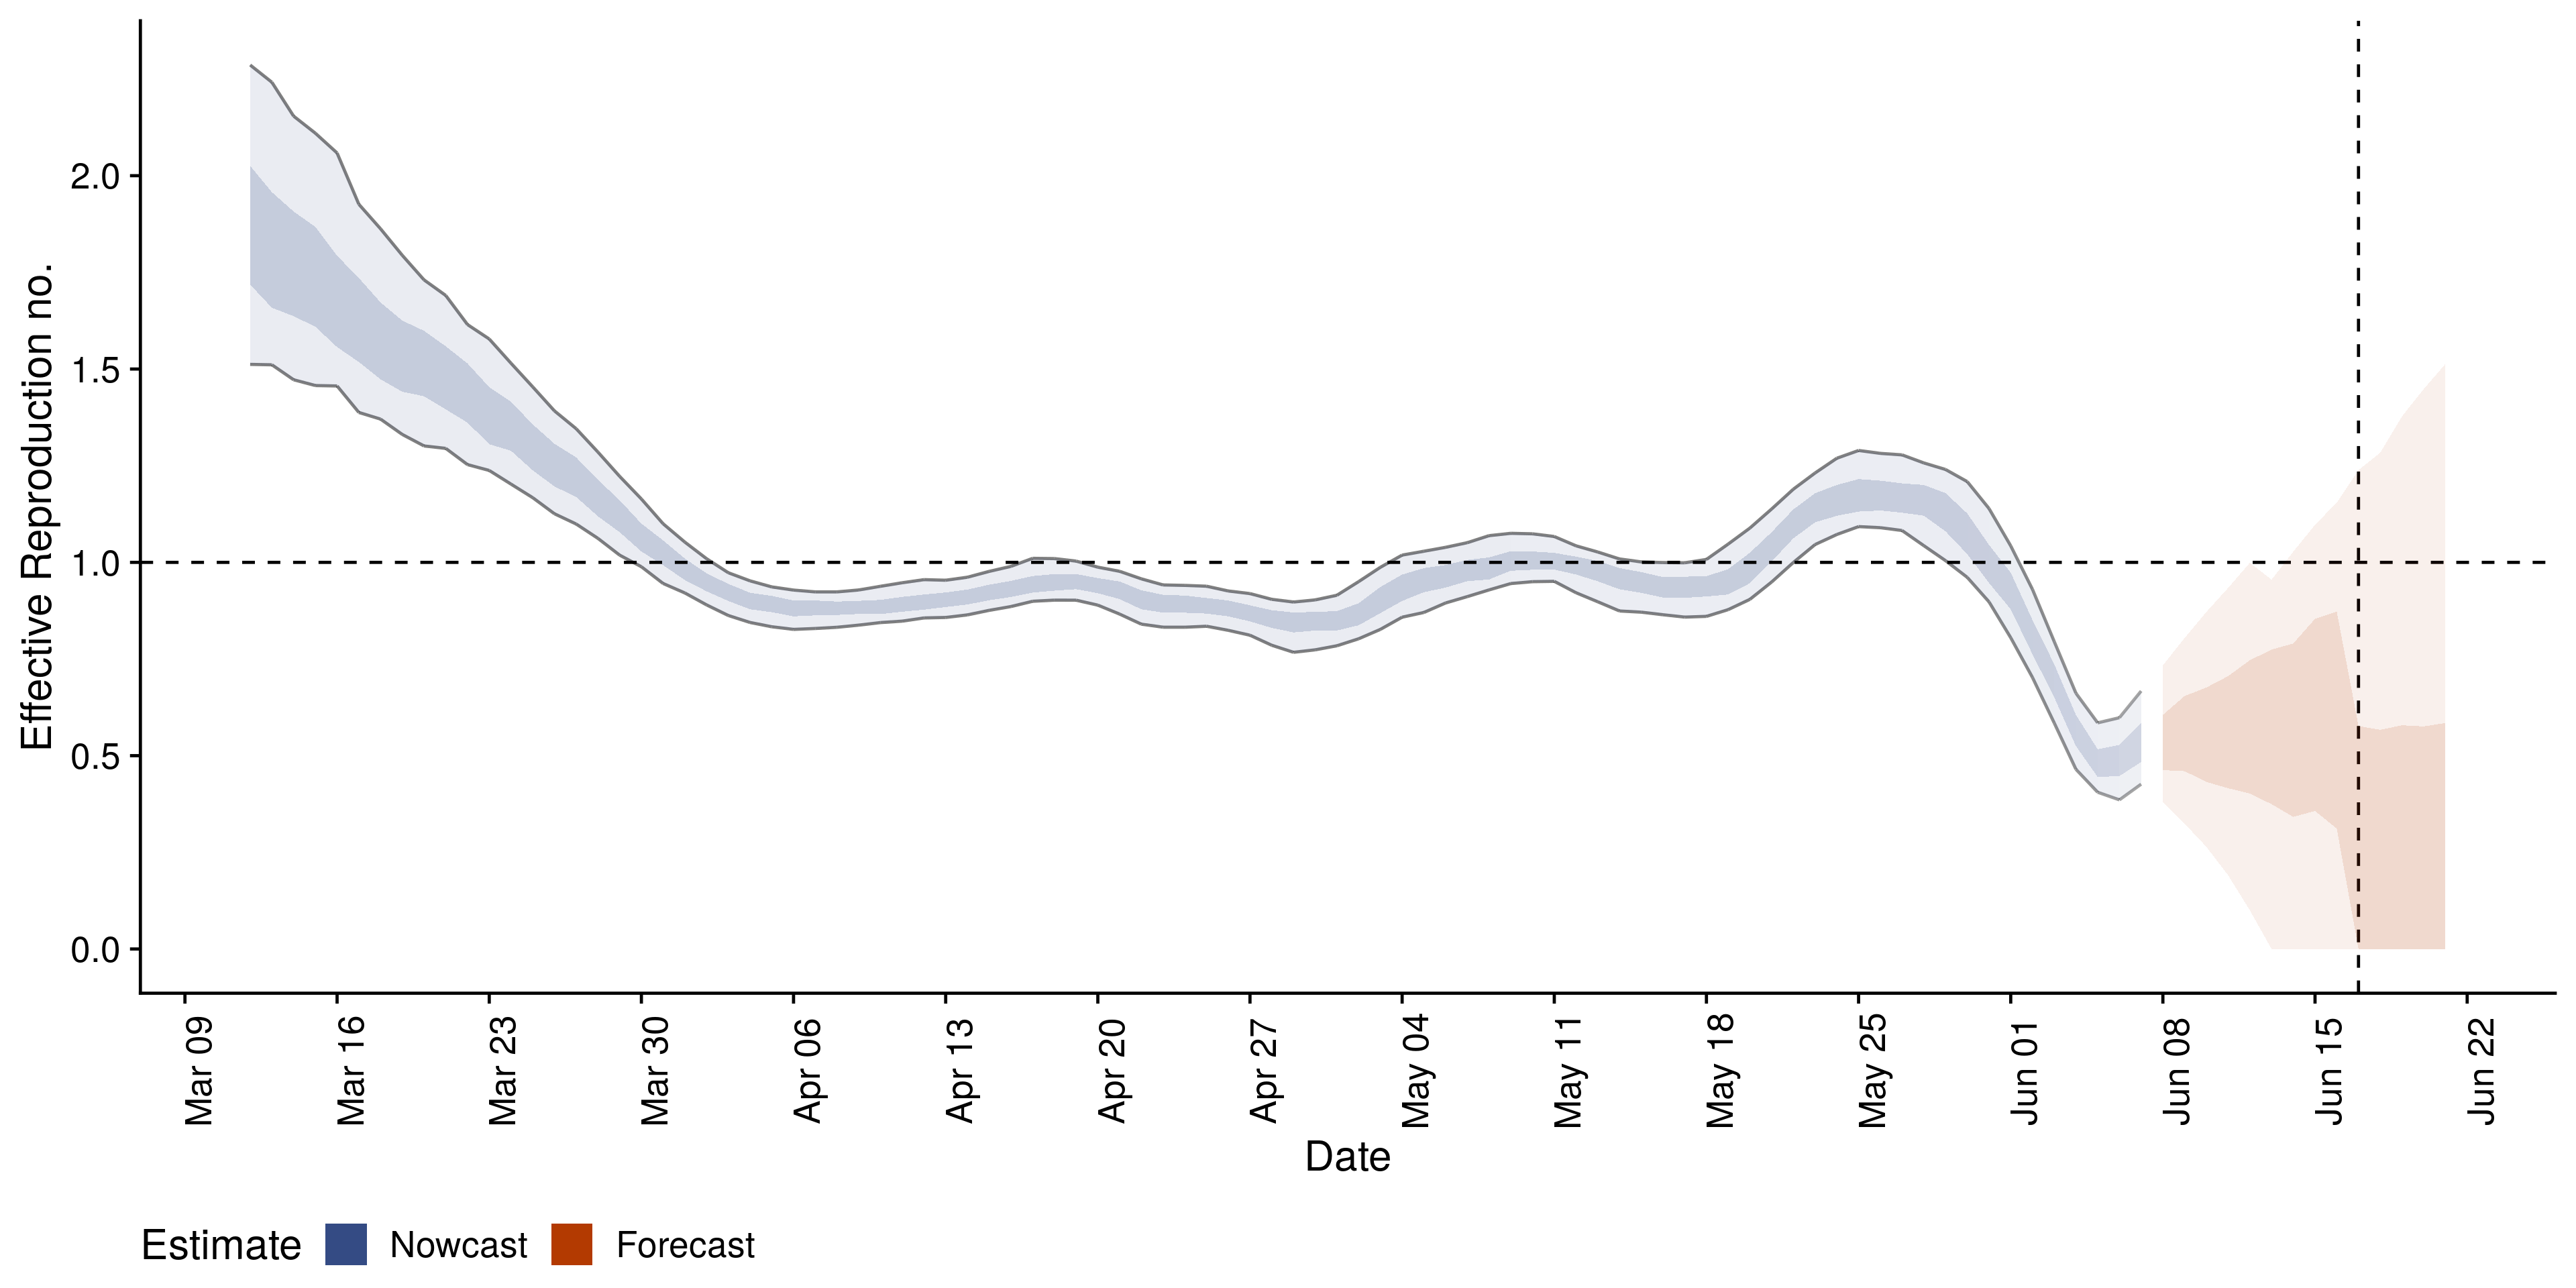 Effective Reproduction no.
2.0
1.5
1.0
0.5
0.0
Mar 09
Mar 16
Mar 23
Mar 30
Apr 06
Apr 13
Apr 20
Apr 27
May 04
May 11
May 18
May 25
Jun 01
Jun 08
Jun 15
Jun 22
Date
Estimate Nowcast Forecast